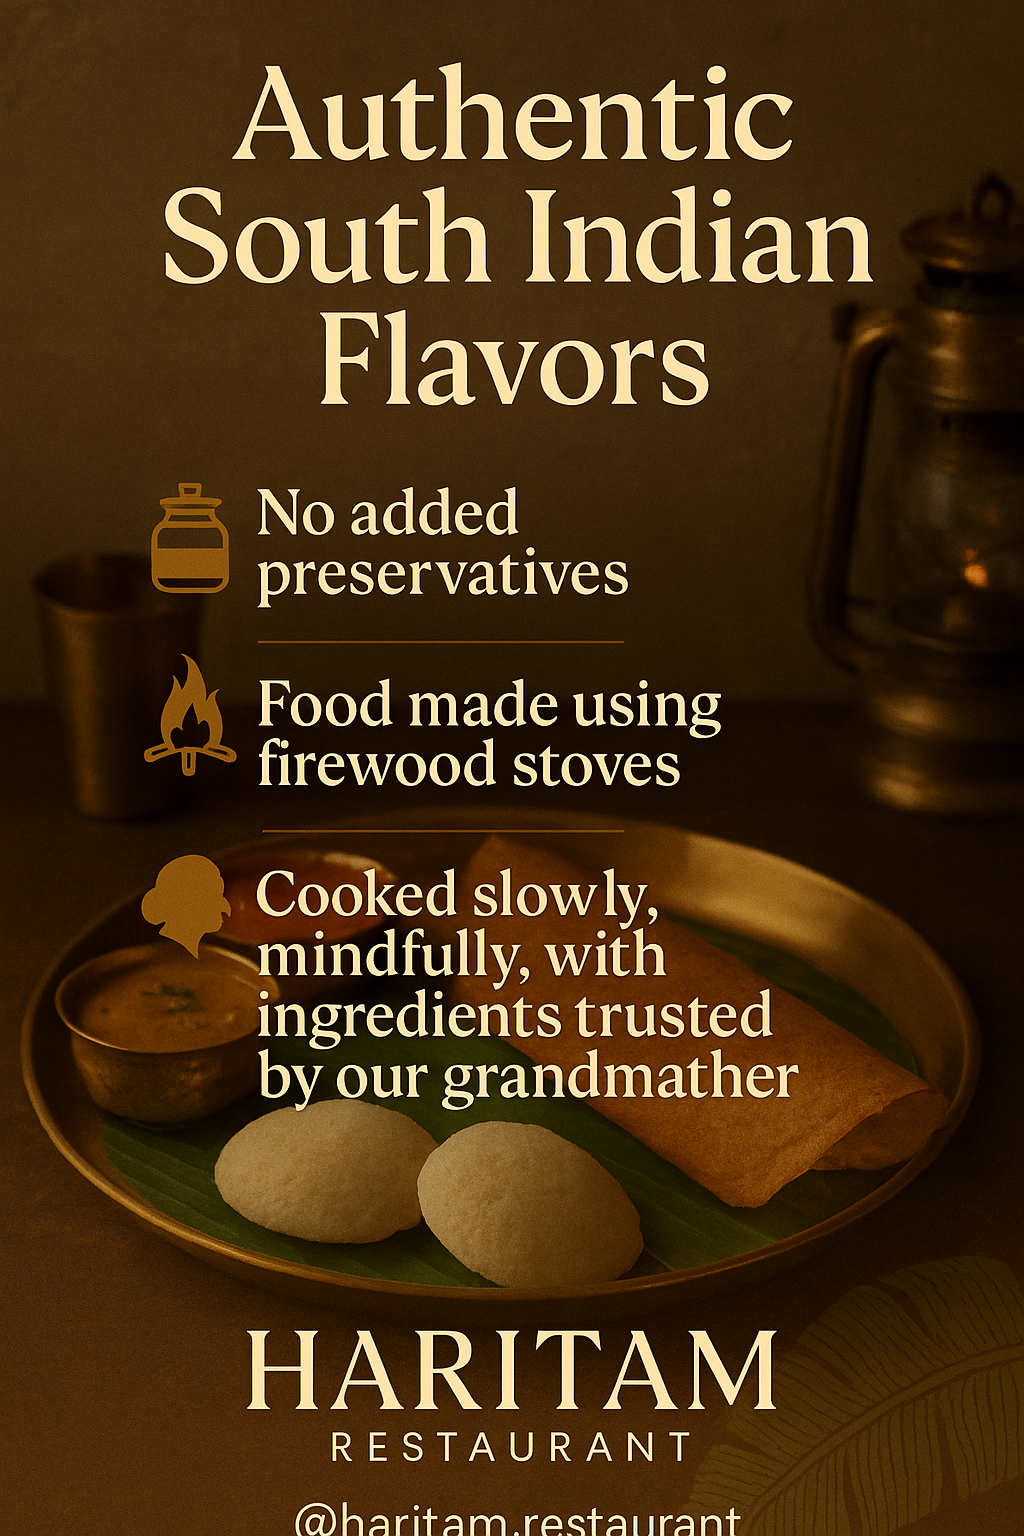 Authentic
South Indian
Flavors
No added
preservatives
Food made using
firewood stoves
Cooked slowly,
mindfully, with
ingredients trusted
by our grandmather
HARITAM
RESTAURANT
@haritam.restaurant